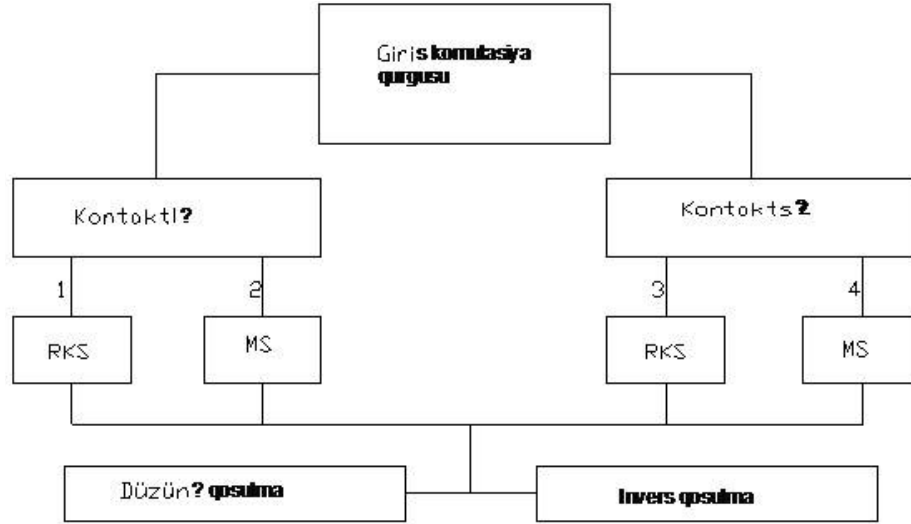 Giris komutasiya
qurgusu
Kontaktl?
Kontakts?
1
2
3
4
RKS
MS
RKS
MS
Düzün? qosulma
Invers qosulma